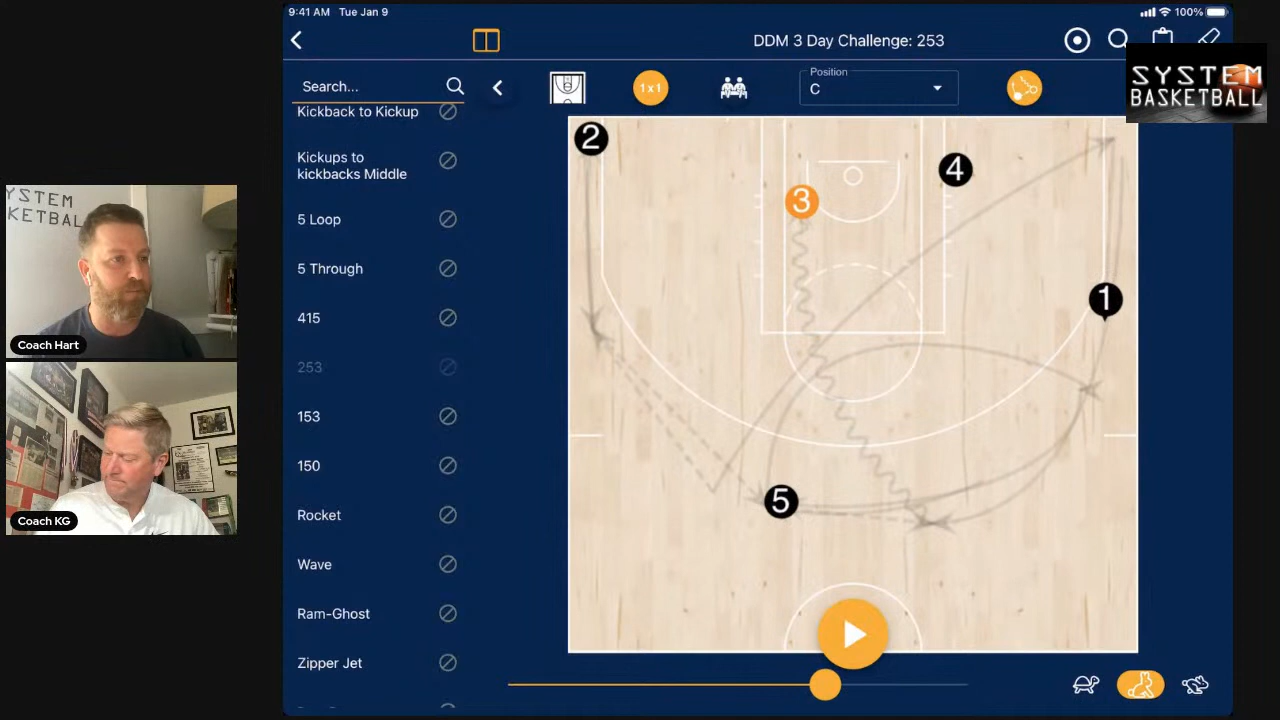 9:41 AM Tue Jan 9
100%
DDM 3 Day Challenge: 253
SYSTEM
BASKETBALL
Search...
1 x 1
Position
C
Kickback to Kickup
Kickups to
kickbacks Middle
5 Loop
5 Through
415
253
153
150
Rocket
Wave
Ram-Ghost
Zipper Jet
2
4
3
1
5
YSTEM
KETBAL
Coach Hart
Coach KG